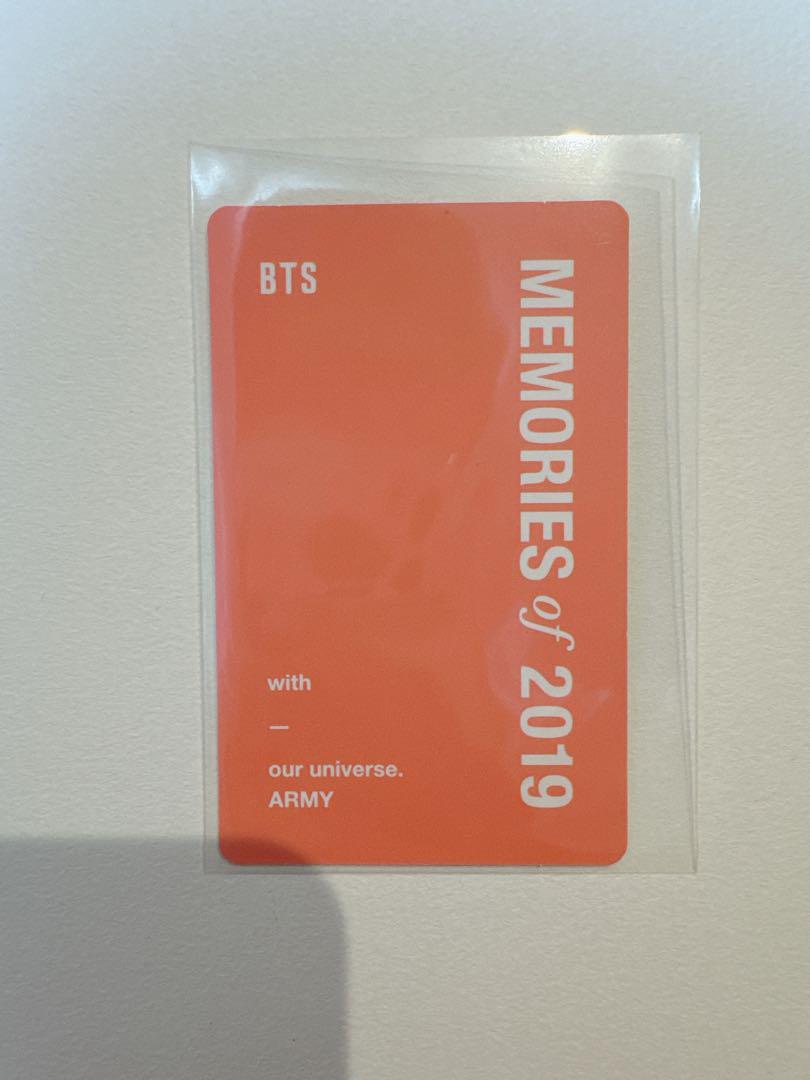 BTS
MEMORIES of 2019
with
—
our universe.
ARMY